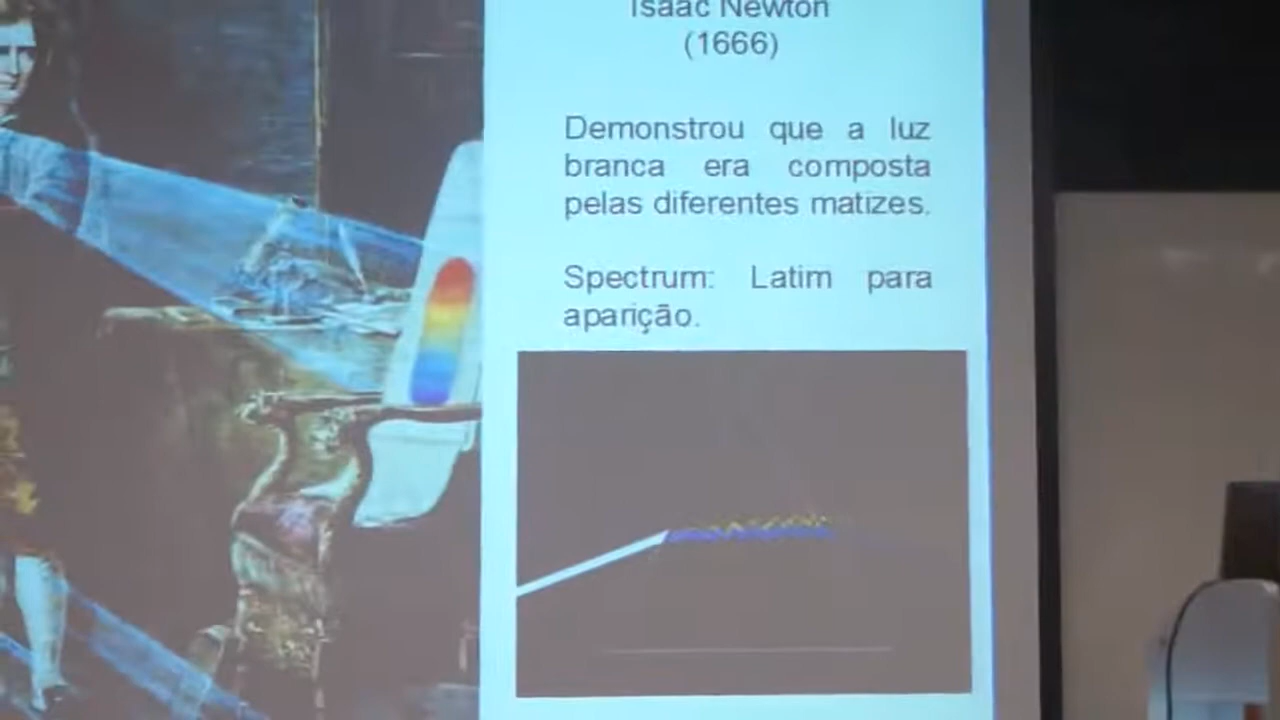 Isaac Newton
(1666)
Demonstrou que a luz
branca era composta
pelas diferentes matizes.
Spectrum: Latim para
aparição.